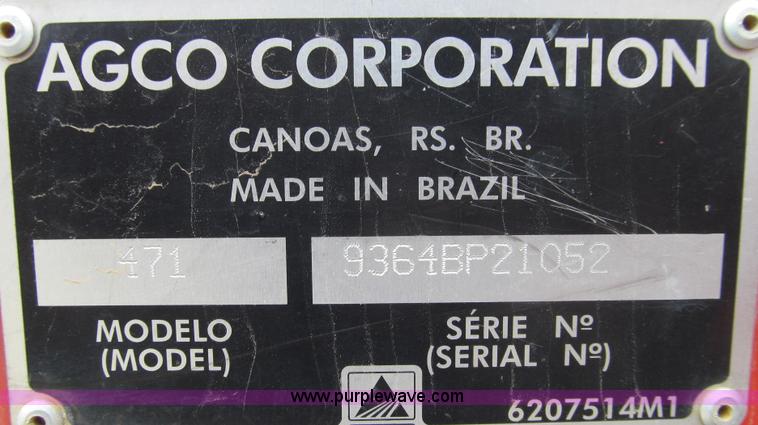 AGCO CORPORATION
CANOAS, RS. BR.
MADE IN BRAZIL
471 9364BP21052
MODELO SÉRIE Nº
(MODEL) (SERIAL Nº)
www.purplewave.com
6207514M1